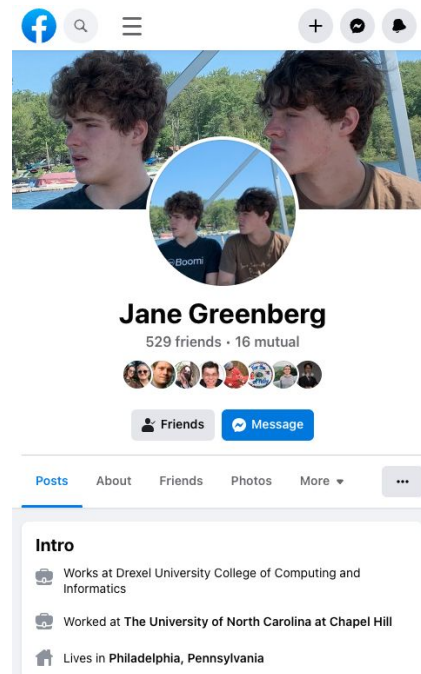 Boomi
Jane Greenberg
529 friends · 16 mutual
Friends
Message
Posts About Friends Photos More
Intro
Works at Drexel University College of Computing and
Informatics
Worked at The University of North Carolina at Chapel Hill
Lives in Philadelphia, Pennsylvania